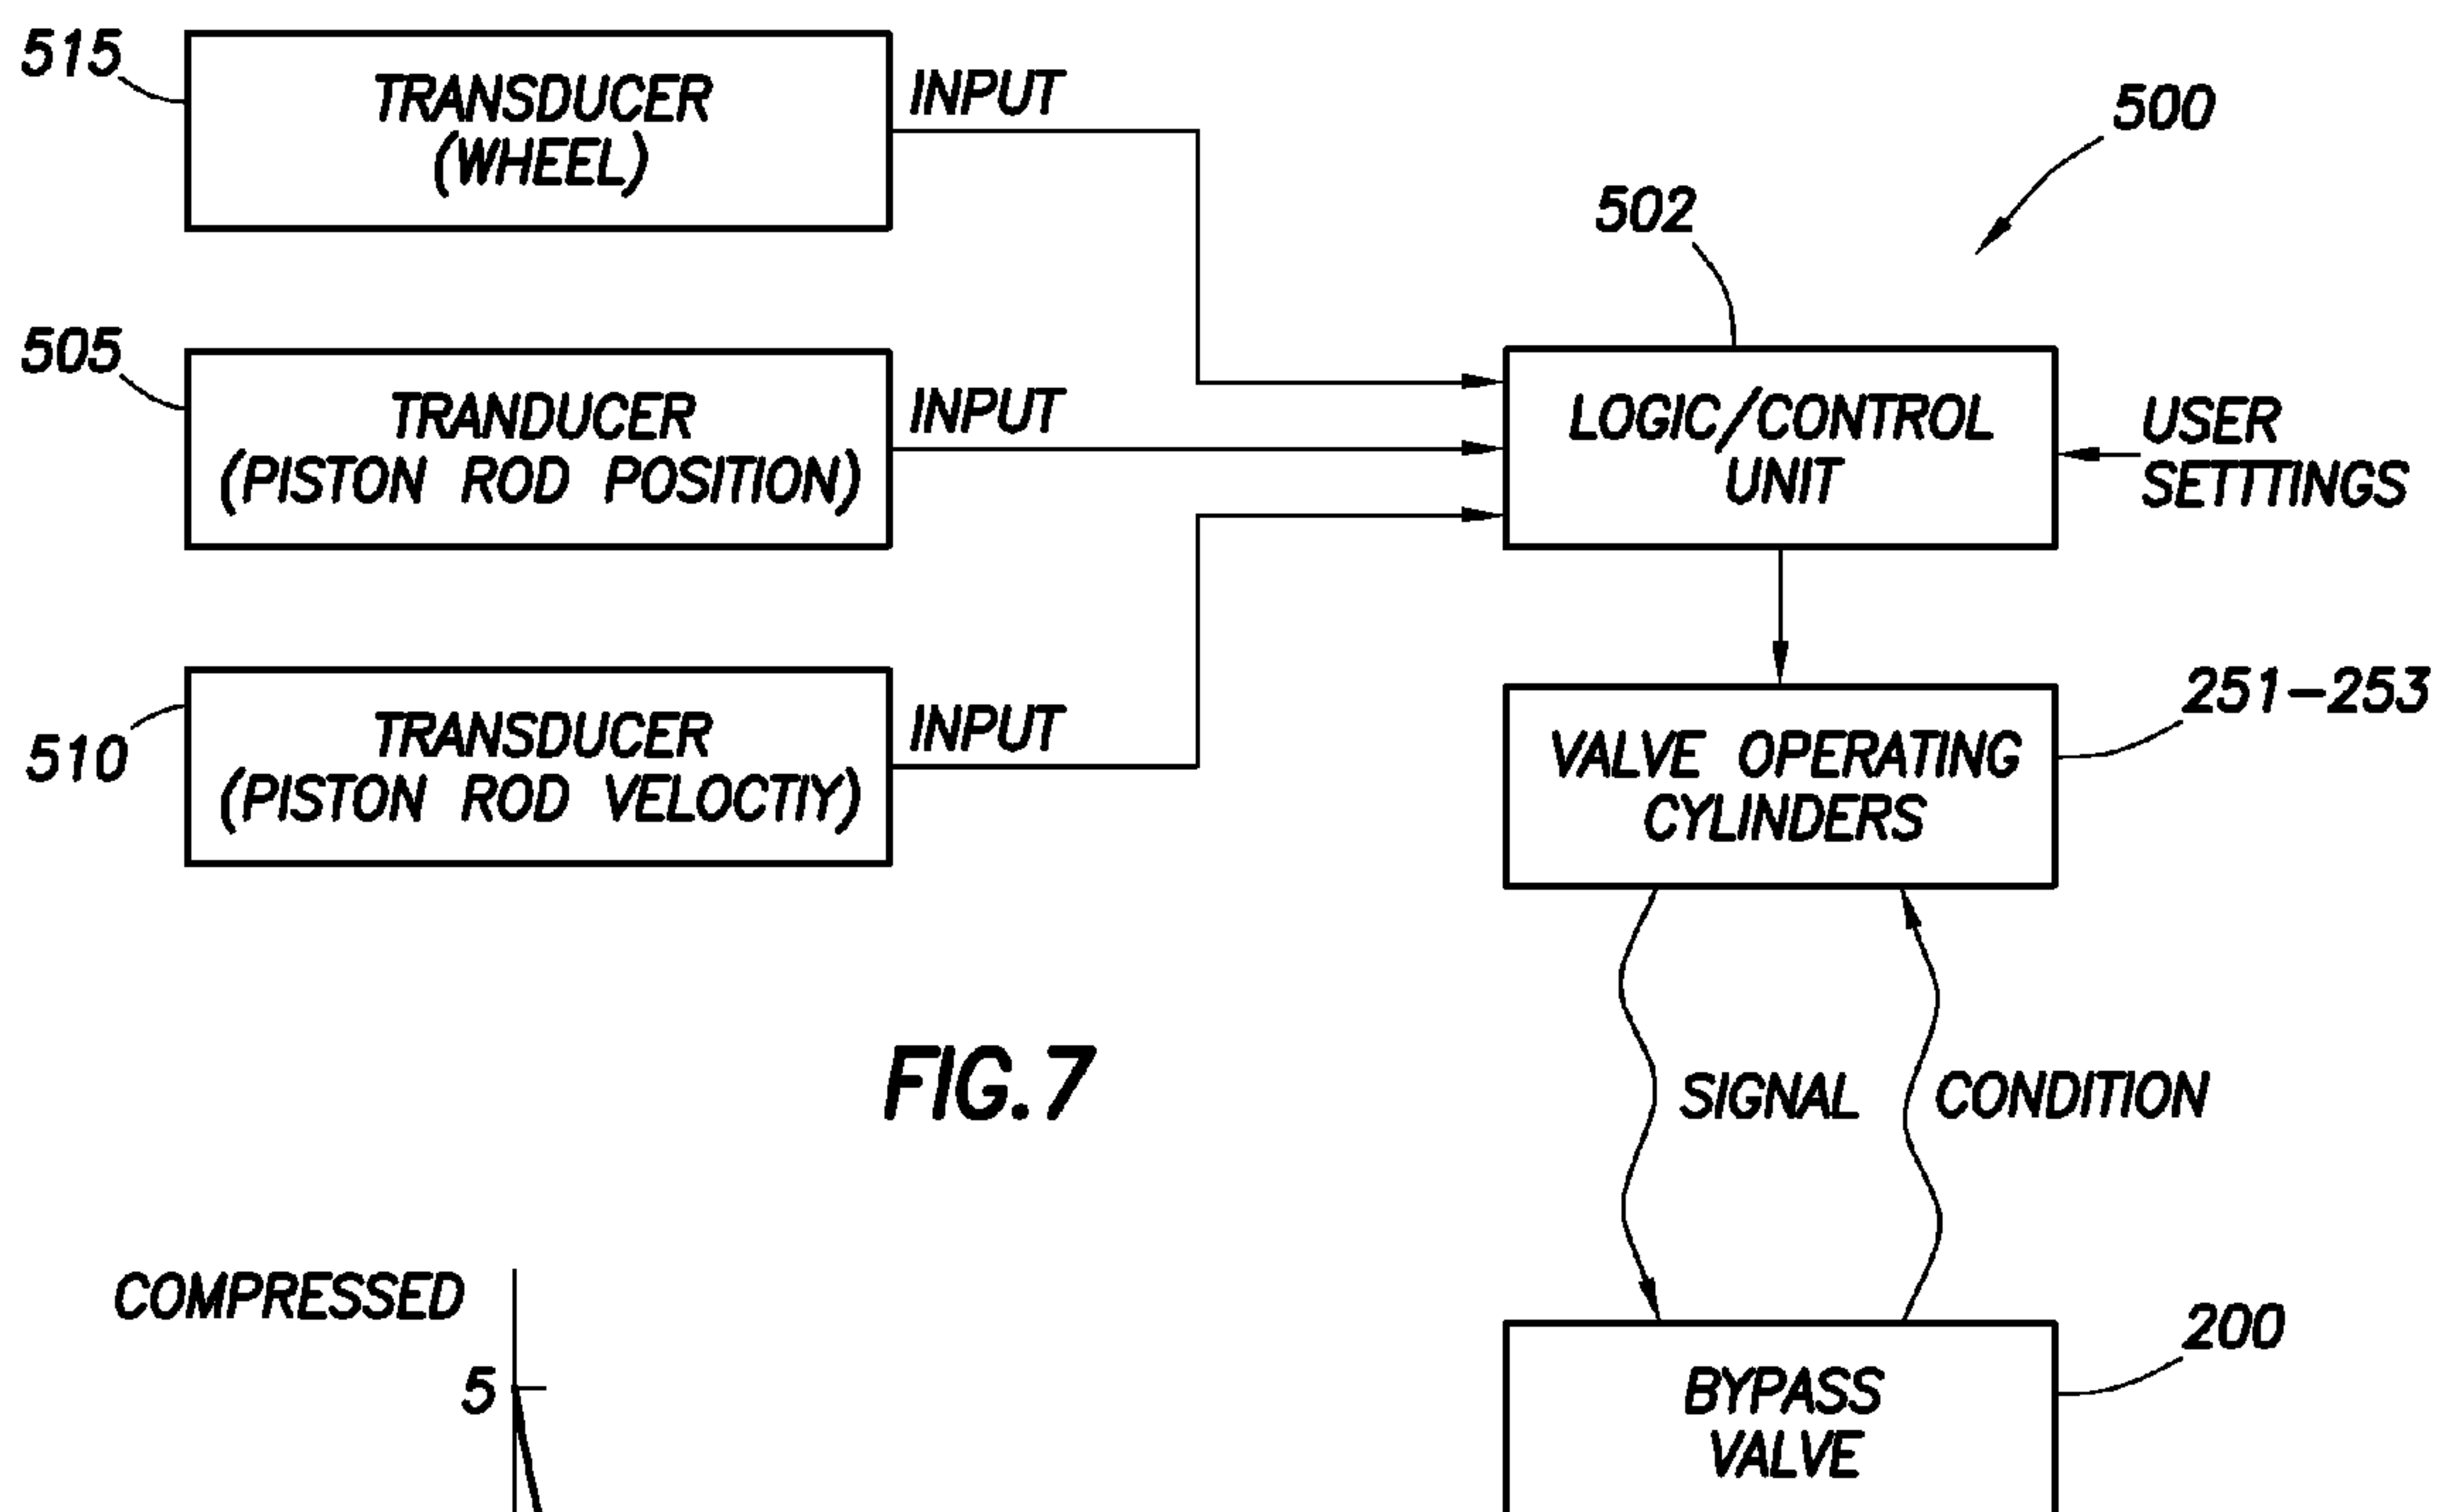 515
TRANSDUCER
(WHEEL)
INPUT
500
502
505
TRANDUCER
(PISTON ROD POSITION)
INPUT
LOGIC/CONTROL
UNIT
USER
SETTTINGS
510
TRANSDUCER
(PISTON ROD VELOCTIY)
INPUT
251-253
VALVE OPERATING
CYLINDERS
FIG.7
SIGNAL
CONDITION
COMPRESSED
5
200
BYPASS
VALVE